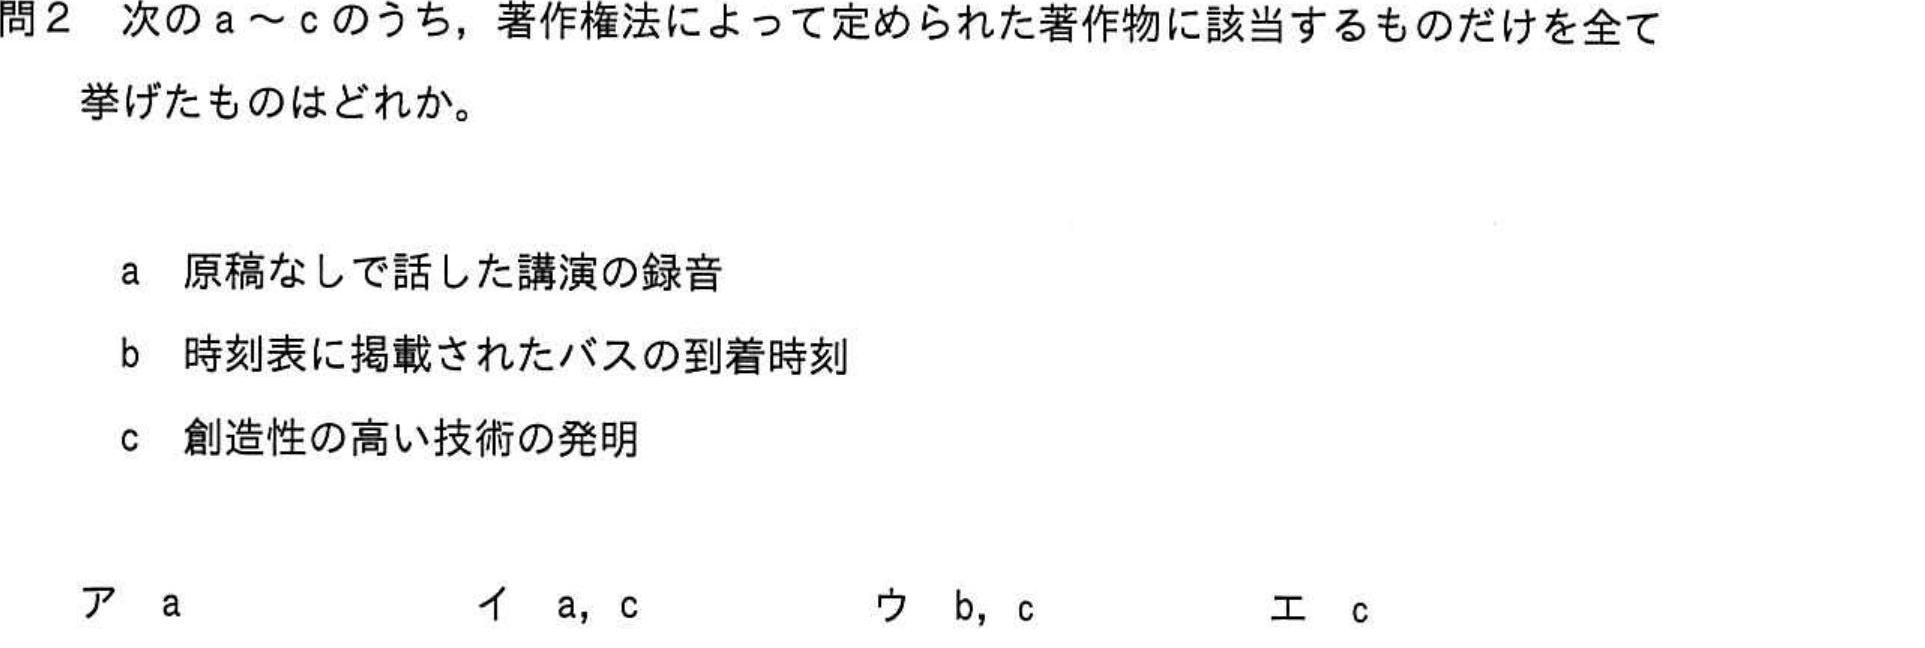 問2 次のa~cのうち，著作権法によって定められた著作物に該当するものだけを全て
挙げたものはどれか。
a 原稿なしで話した講演の録音
b 時刻表に掲載されたバスの到着時刻
c 創造性の高い技術の発明
ア a イ a, c ウ b, c エ c